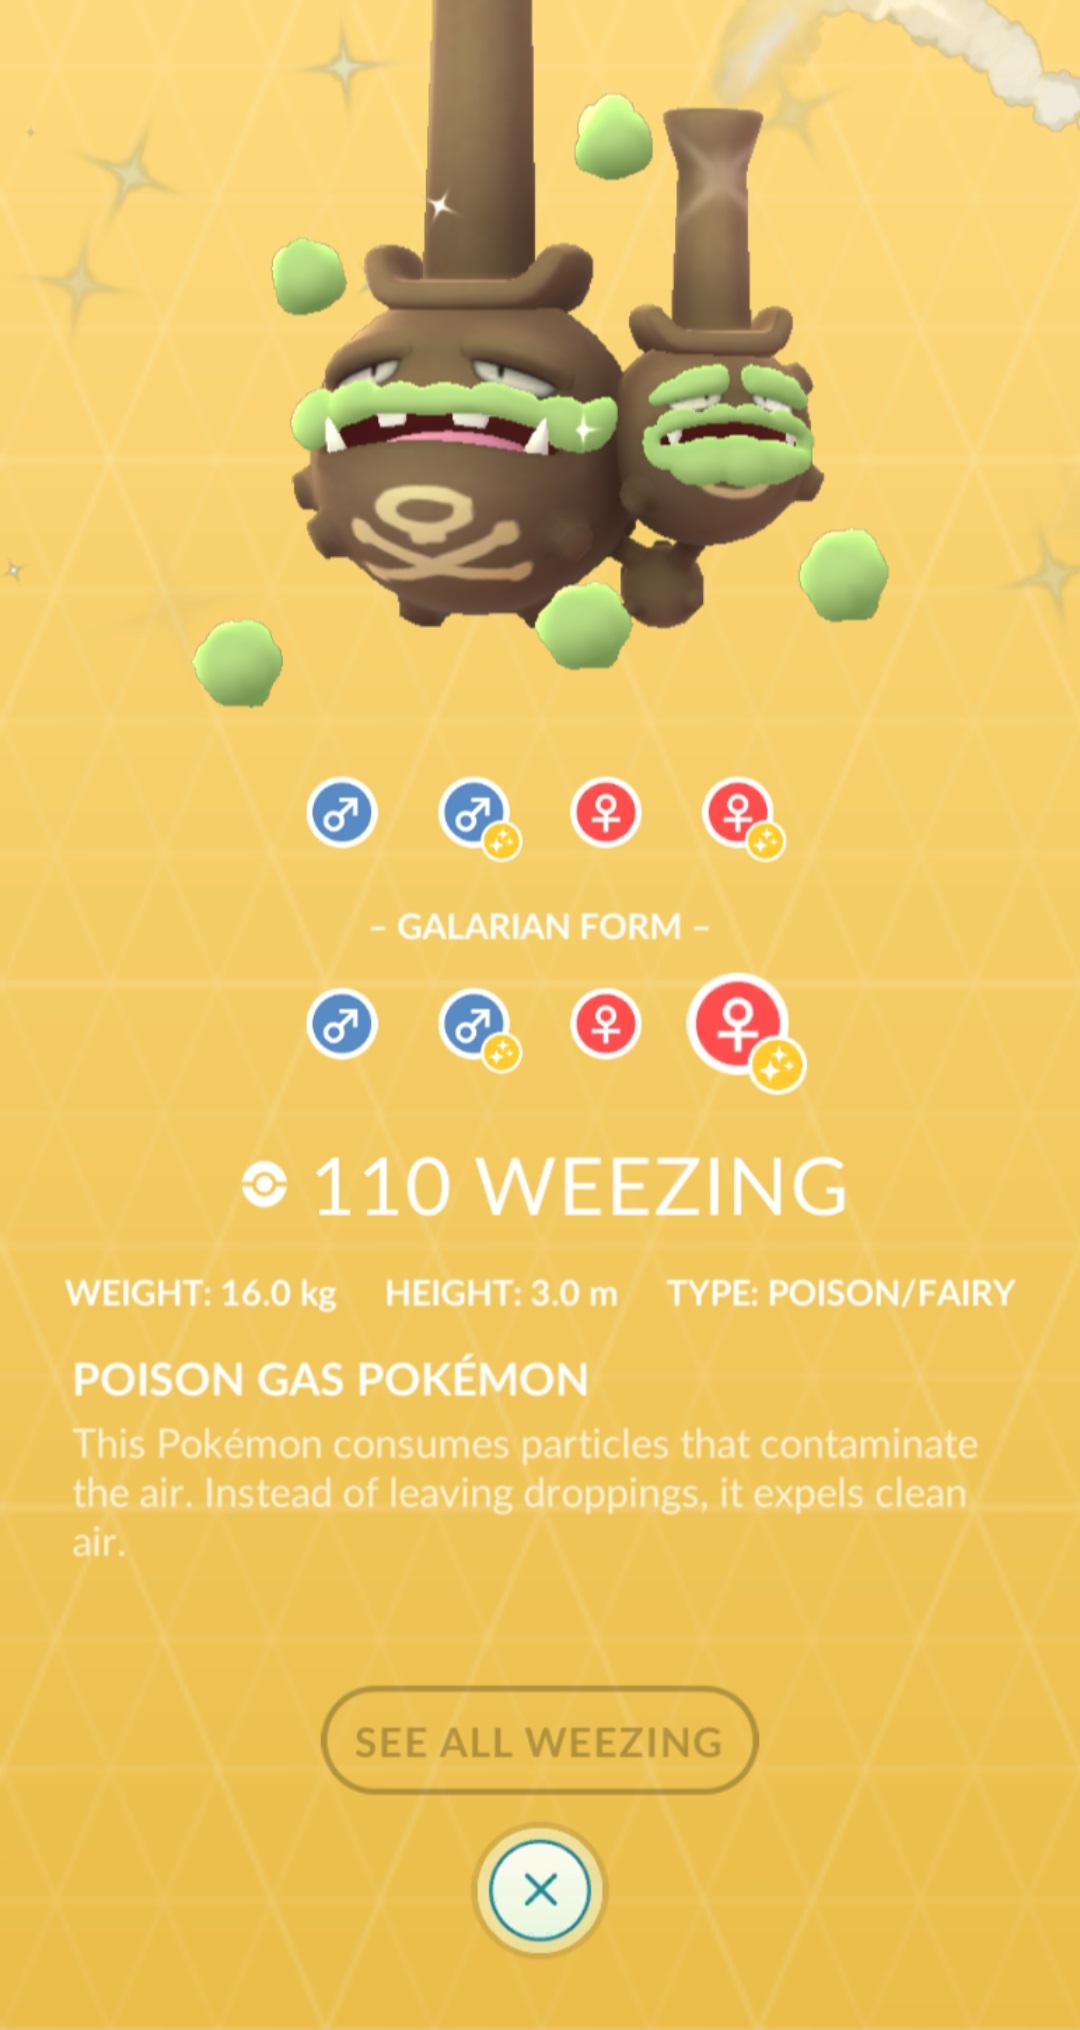 – GALARIAN FORM –
110 WEEZING
WEIGHT: 16.0 kg HEIGHT: 3.0 m TYPE: POISON/FAIRY
POISON GAS POKÉMON
This Pokémon consumes particles that contaminate
the air. Instead of leaving droppings, it expels clean
air.
SEE ALL WEEZING